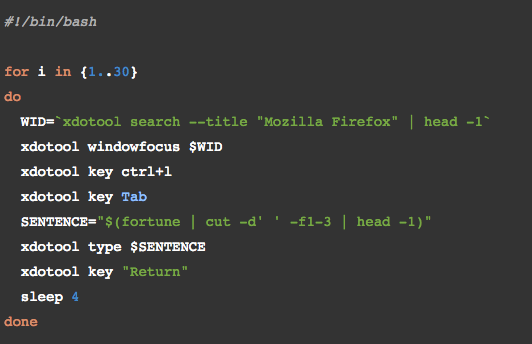 #!/bin/bash
for i in {1..30}
do
WID=`xdotool search --title "Mozilla Firefox" | head -1`
xdotool windowfocus $WID
xdotool key ctrl+l
xdotool key Tab
SENTENCE="$(fortune | cut -d' ' -f1-3 | head -1)"
xdotool type $SENTENCE
xdotool key "Return"
sleep 4
done